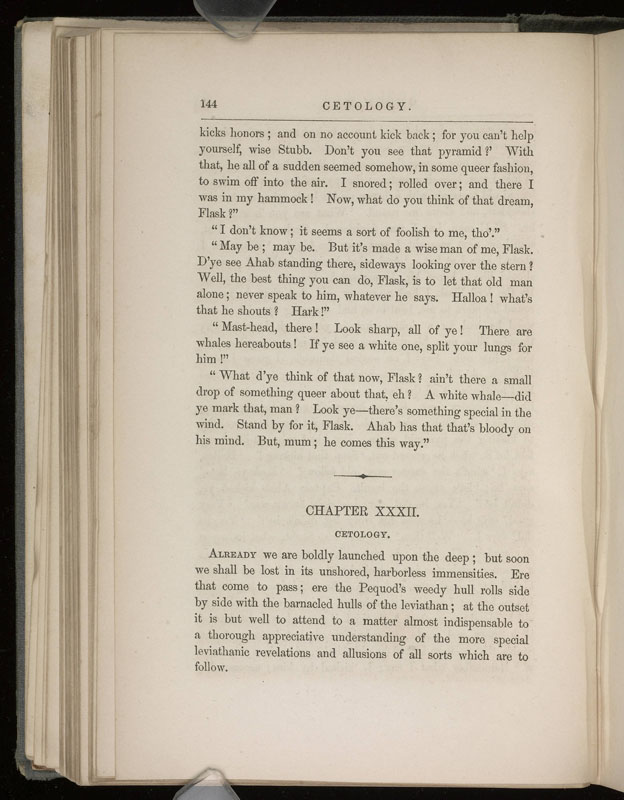 144 CETOLOGY.
kicks honors; and on no account kick back; for you can't help
yourself, wise Stubb. Don't you see that pyramid?' With
that, he all of a sudden seemed somehow, in some queer fashion,
to swim off into the air. I snored; rolled over; and there I
was in my hammock! Now, what do you think of that dream,
Flask?"
"I don't know; it seems a sort of foolish to me, tho'."
"May be; may be. But it's made a wise man of me, Flask.
D'ye see Ahab standing there, sideways looking over the stern?
Well, the best thing you can do, Flask, is to let that old man
alone; never speak to him, whatever he says. Halloa! what's
that he shouts? Hark!"
"Mast-head, there! Look sharp, all of ye! There are
whales hereabouts! If ye see a white one, split your lungs for
him!"
"What d'ye think of that now, Flask? ain't there a small
drop of something queer about that, eh? A white whale—did
ye mark that, man? Look ye—there's something special in the
wind. Stand by for it, Flask. Ahab has that that's bloody on
his mind. But, mum; he comes this way."
CHAPTER XXXII.
CETOLOGY.
ALREADY we are boldly launched upon the deep; but soon
we shall be lost in its unshored, harborless immensities. Ere
that come to pass; ere the Pequod's weedy hull rolls side
by side with the barnacled hulls of the leviathan; at the outset
it is but well to attend to a matter almost indispensable to
a thorough appreciative understanding of the more special
leviathanic revelations and allusions of all sorts which are to
follow.